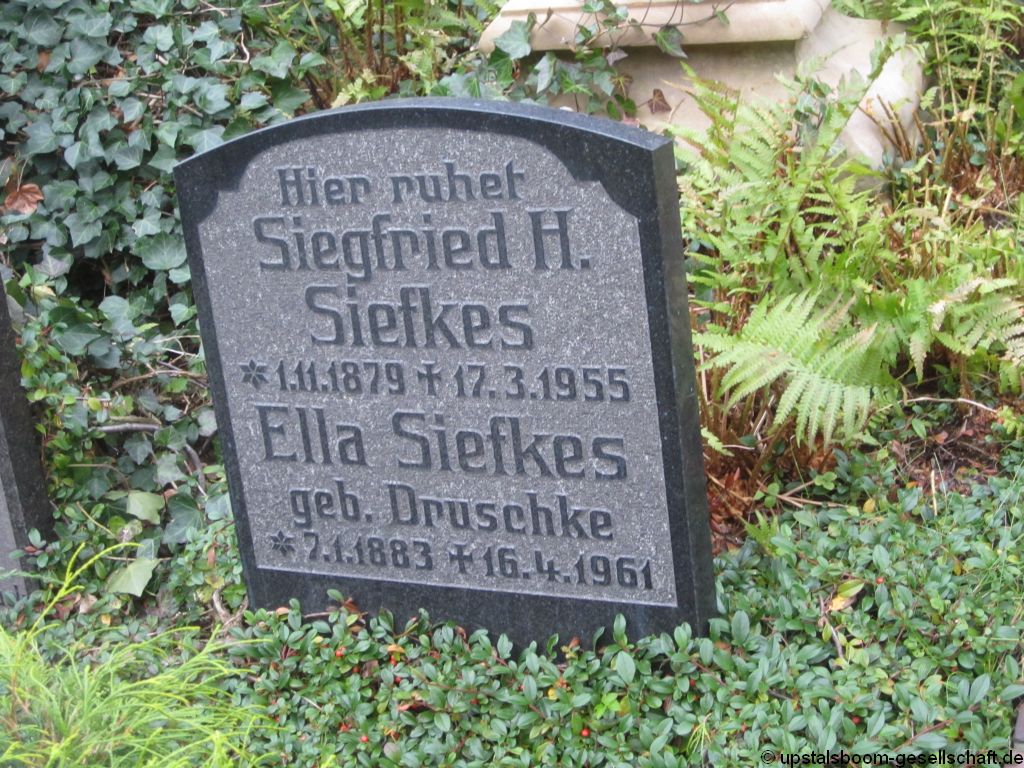 Hier ruhet
Siegfried H.
Siefkes
* 1.11.1879 ✝ 17.3.1955
Ella Siefkes
geb. Druschke
* 7.1.1883 ✝ 16.4.1961
© upstalsboom-gesellschaft.de